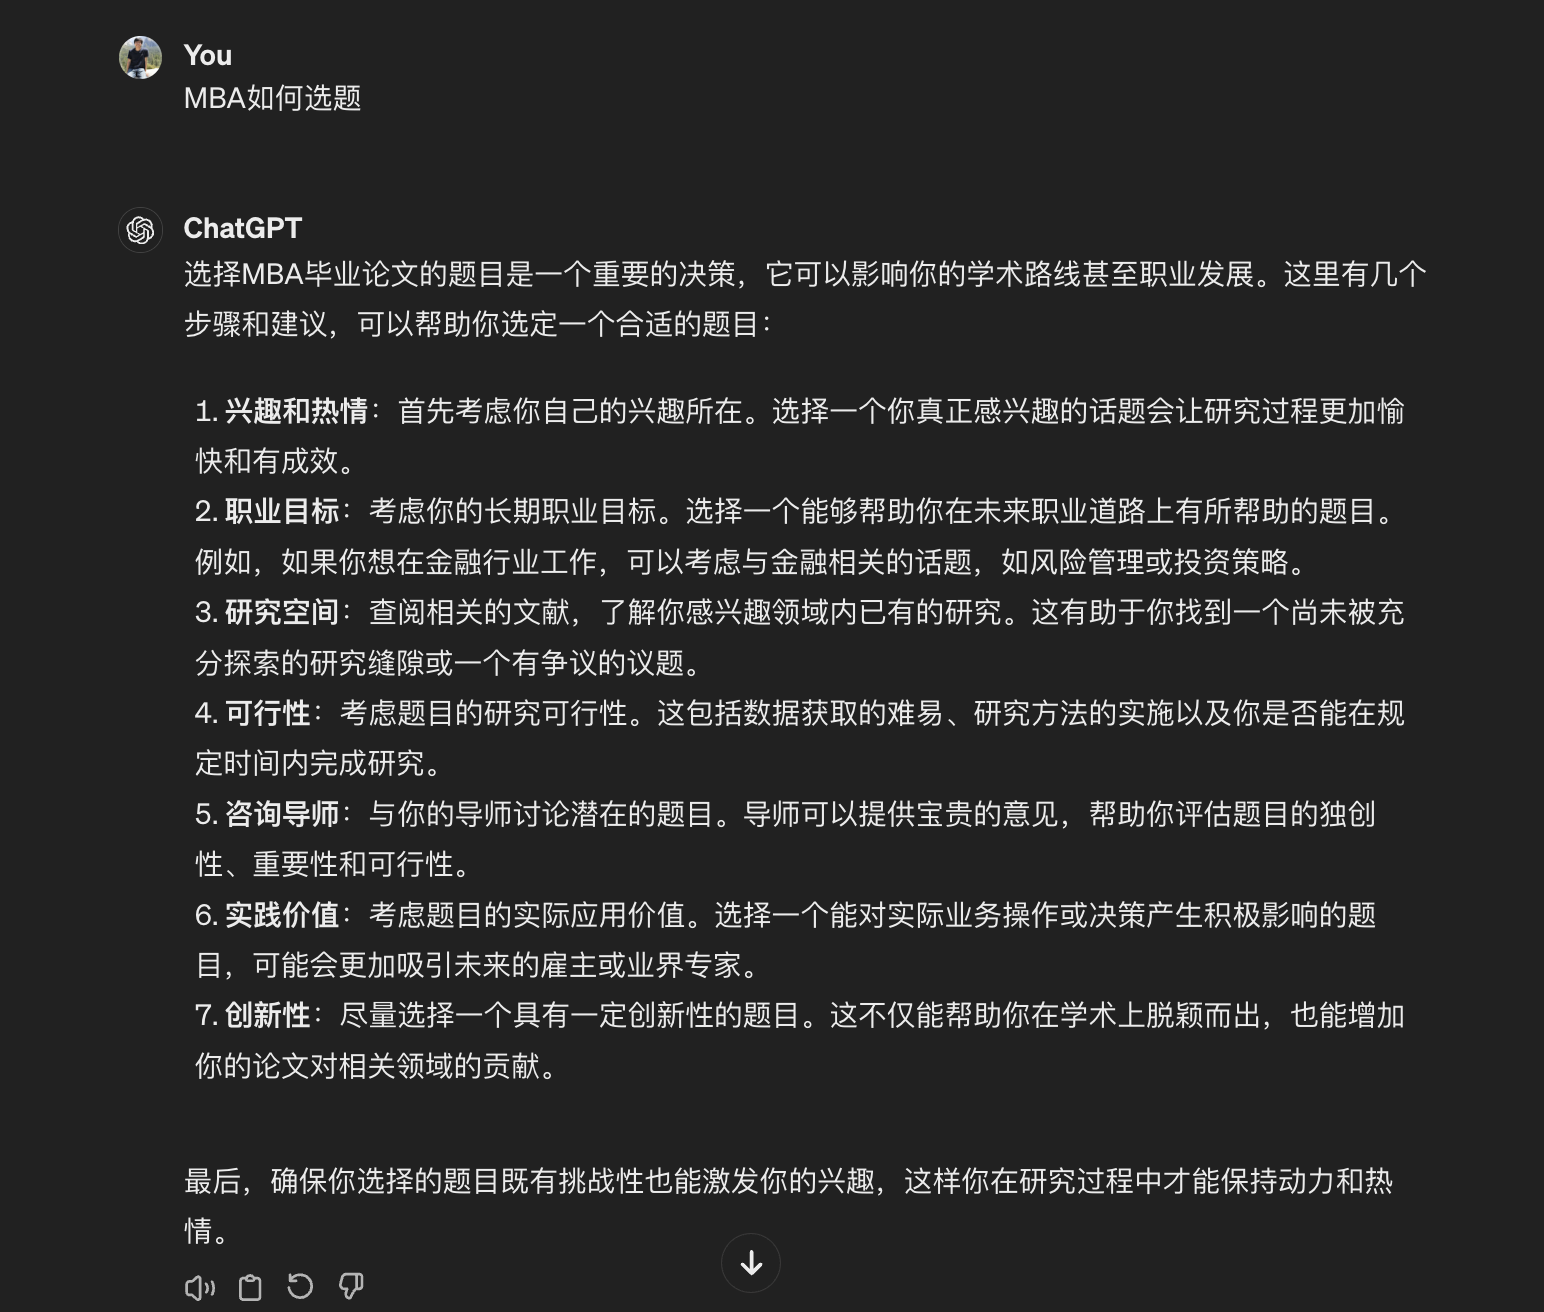 You
MBA如何选题
ChatGPT
选择MBA毕业论文的题目是一个重要的决策，它可以影响你的学术路线甚至职业发展。这里有几个
步骤和建议，可以帮助你选定一个合适的题目：
1. 兴趣和热情：首先考虑你自己的兴趣所在。选择一个你真正感兴趣的话题会让研究过程更加愉
快和有成效。
2. 职业目标：考虑你的长期职业目标。选择一个能够帮助你在未来职业道路上有所帮助的题目。
例如，如果你想在金融行业工作，可以考虑与金融相关的话题，如风险管理或投资策略。
3. 研究空间：查阅相关的文献，了解你感兴趣领域内已有的研究。这有助于你找到一个尚未被充
分探索的研究缝隙或一个有争议的议题。
4. 可行性：考虑题目的研究可行性。这包括数据获取的难易、研究方法的实施以及你是否能在规
定时间内完成研究。
5. 咨询导师：与你的导师讨论潜在的题目。导师可以提供宝贵的意见，帮助你评估题目的独创
性、重要性和可行性。
6. 实践价值：考虑题目的实际应用价值。选择一个能对实际业务操作或决策产生积极影响的题
目，可能会更加吸引未来的雇主或业界专家。
7. 创新性：尽量选择一个具有一定创新性的题目。这不仅能帮助你在学术上脱颖而出，也能增加
你的论文对相关领域的贡献。
最后，确保你选择的题目既有挑战性也能激发你的兴趣，这样你在研究过程中才能保持动力和热
情。